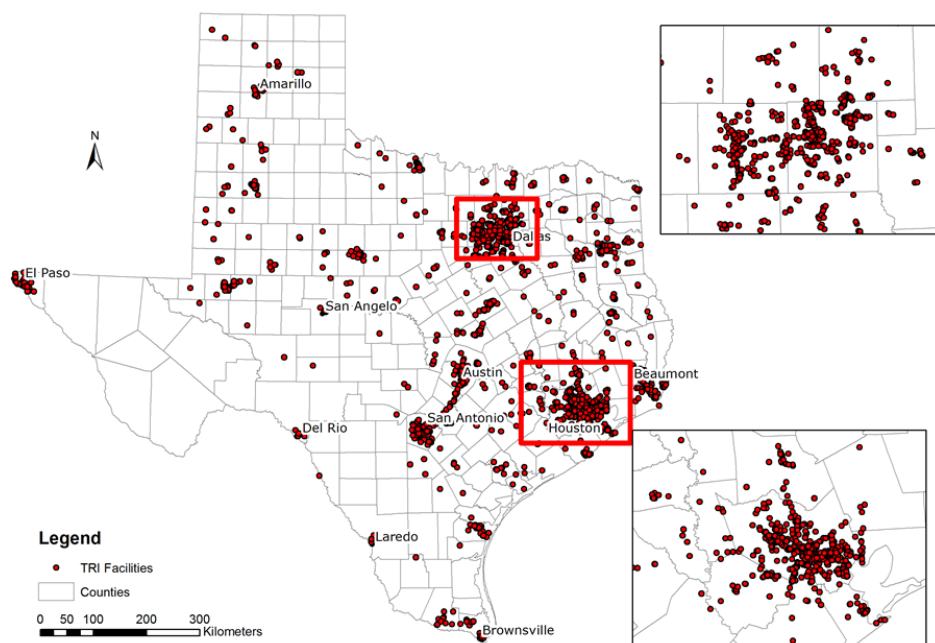 Amarillo
N
Dallas
El Paso
San Angelo
Austin
Beaumont
San Antonio
Houston
Del Rio
Laredo
Legend
TRI Facilities
Counties
0 50 100 200 300
Kilometers
Brownsville